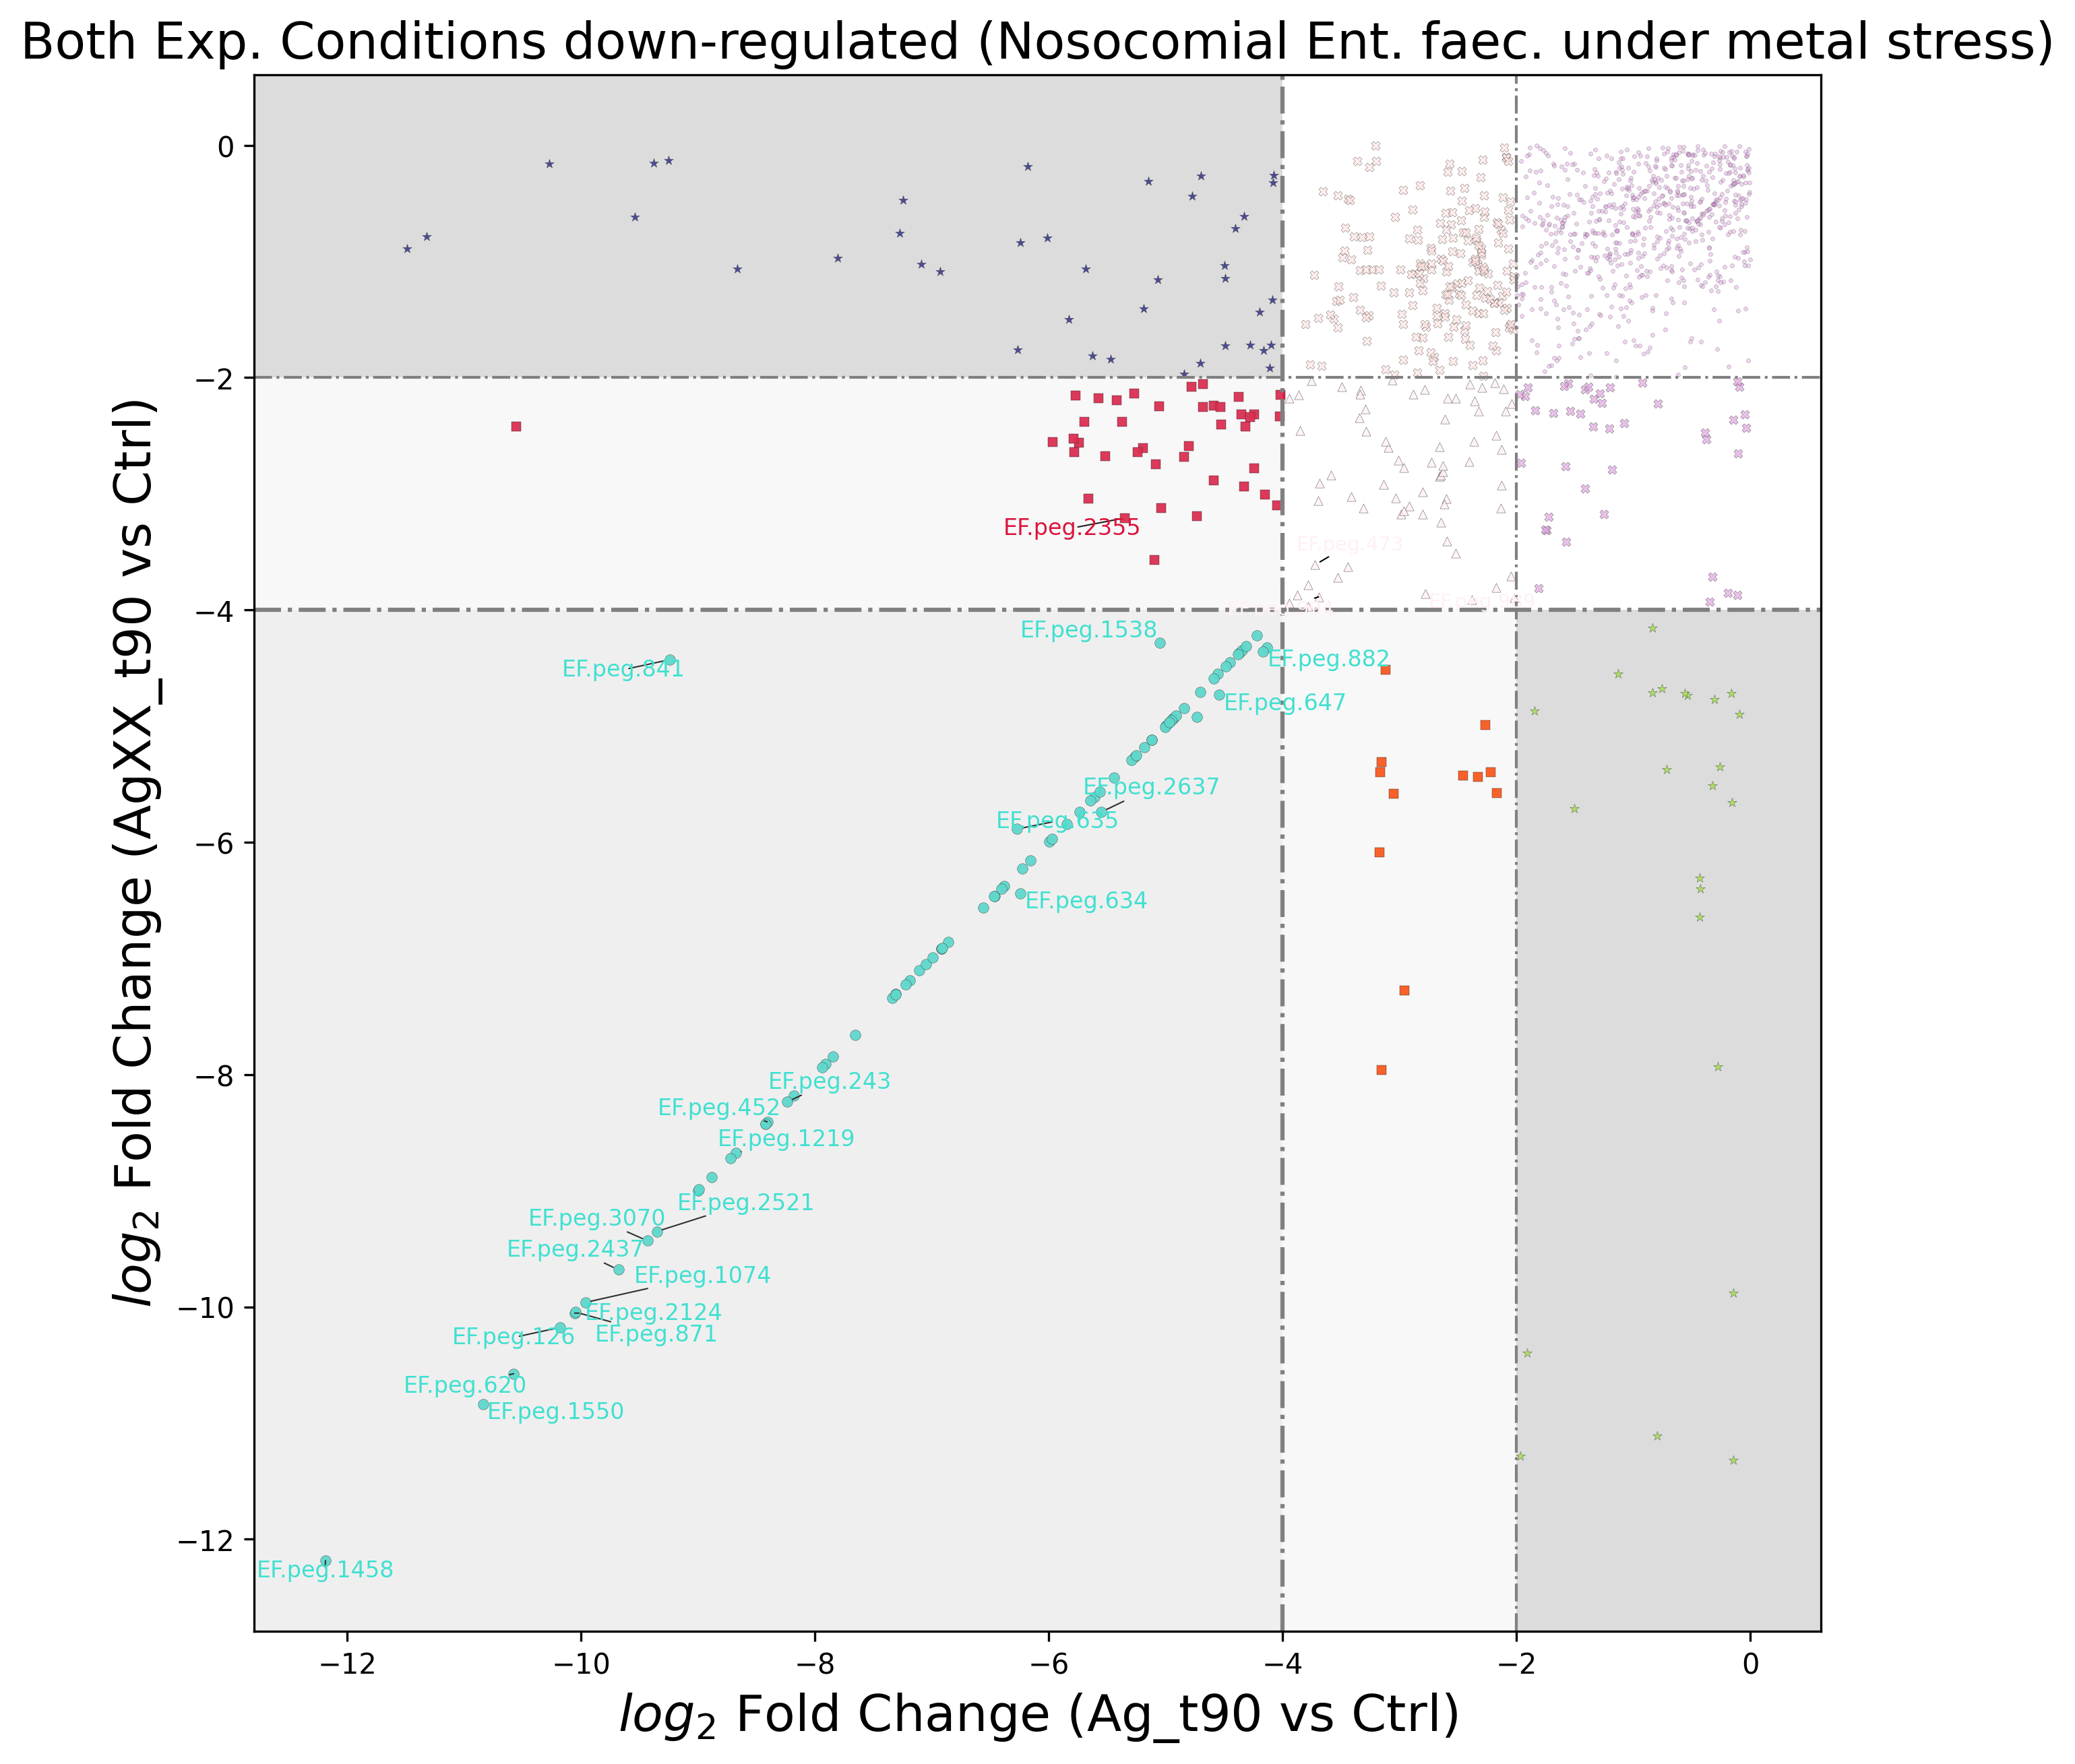 Both Exp. Conditions down-regulated (Nosocomial Ent. faec. under metal stress)
log2 Fold Change (AgXX_t90 vs Ctrl)
0
−2
−4
−6
−8
−10
−12
EF.peg.2355
EF.peg.473
EF.peg.1538
EF.peg.882
EF.peg.841
EF.peg.647
EF.peg.2637
EF.peg.635
EF.peg.634
EF.peg.243
EF.peg.452
EF.peg.1219
EF.peg.2521
EF.peg.3070
EF.peg.2437
EF.peg.1074
EF.peg.2124
EF.peg.126
EF.peg.871
EF.peg.620
EF.peg.1550
EF.peg.1458
−12
−10
−8
−6
−4
−2
0
log2 Fold Change (Ag_t90 vs Ctrl)